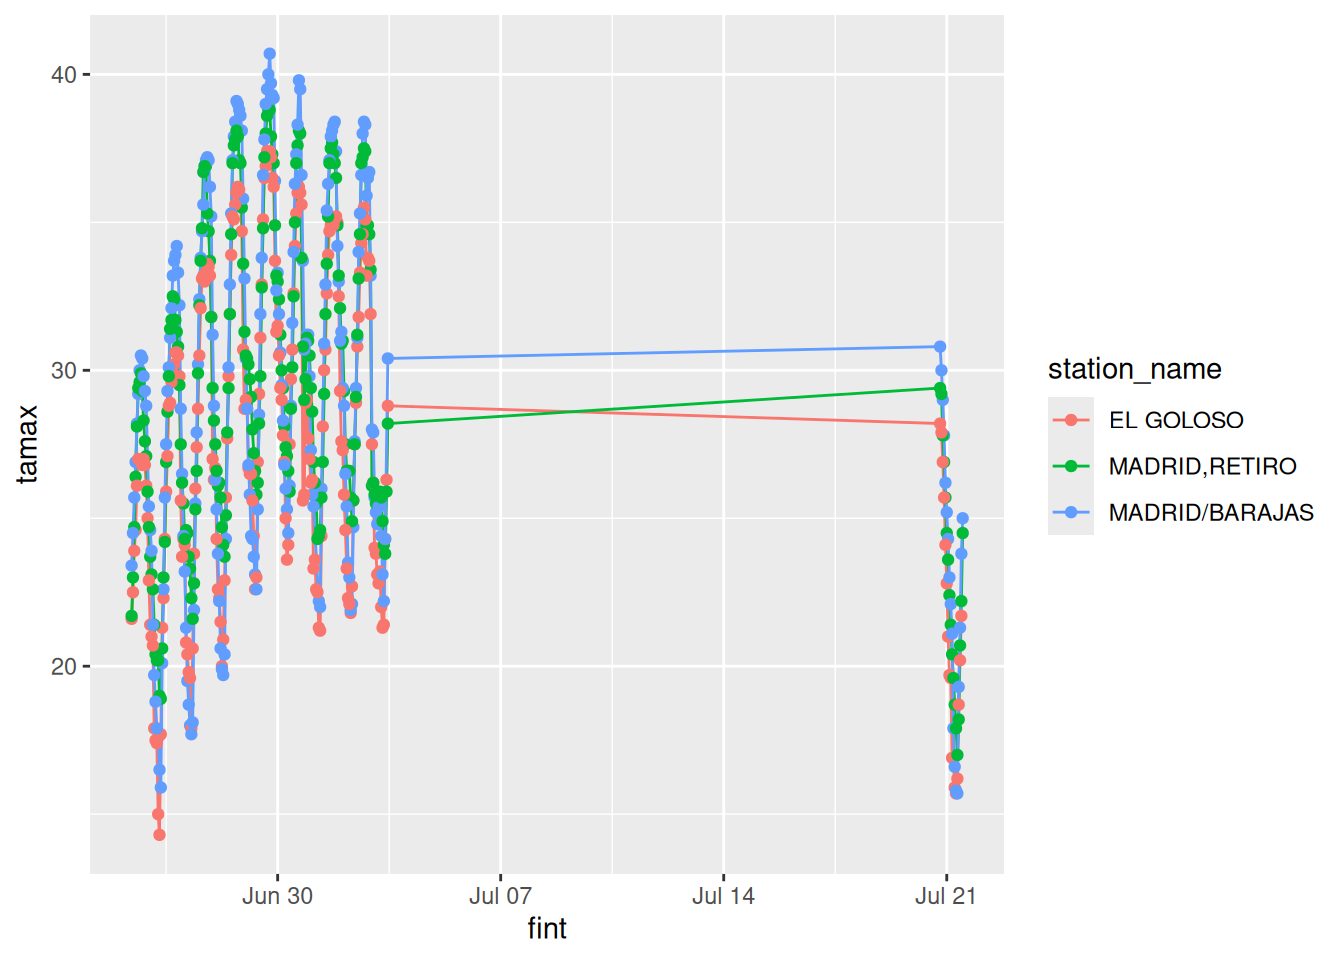 40
30
20
tamax
Jun 30
Jul 07
Jul 14
Jul 21
fint
station_name
EL GOLOSO
MADRID,RETIRO
MADRID/BARAJAS